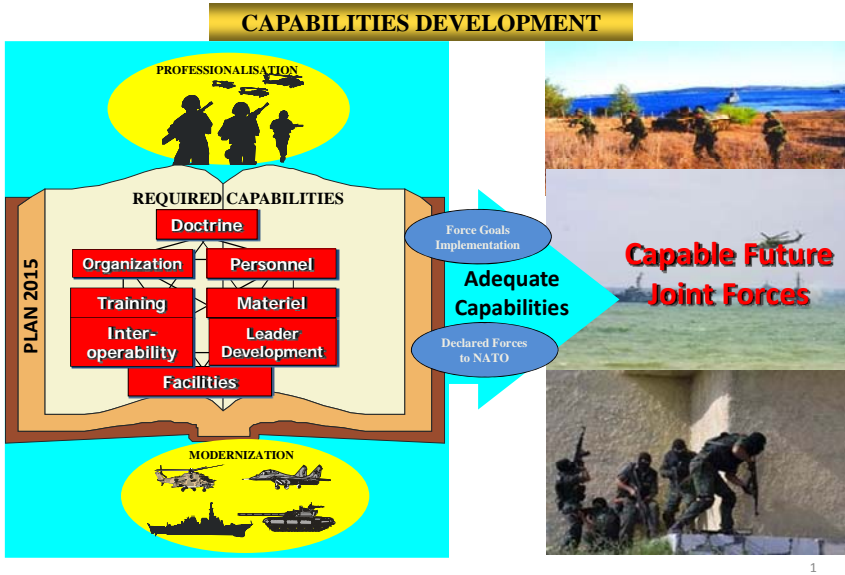 CAPABILITIES DEVELOPMENT
PROFESSIONALISATION
REQUIRED CAPABILITIES
Doctrine
Organization
Personnel
Training
Materiel
Inter-
operability
Leader
Development
Facilities
PLAN 2015
MODERNIZATION
Force Goals
Implementation
Adequate
Capabilities
Declared Forces
to NATO
Capable Future
Joint Forces
1